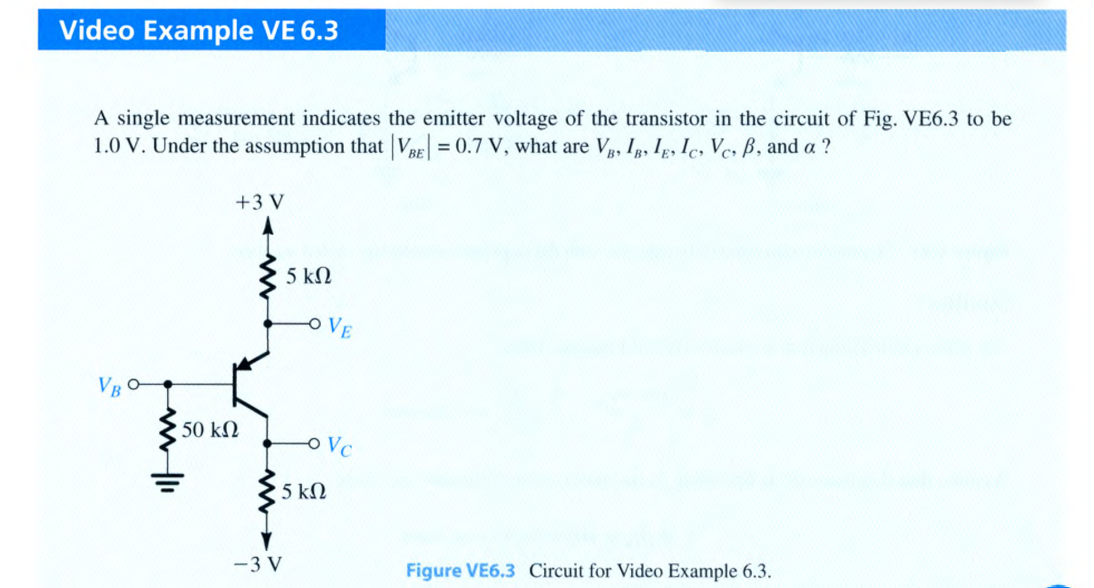 Video Example VE 6.3
A single measurement indicates the emitter voltage of the transistor in the circuit of Fig. VE6.3 to be
1.0 V. Under the assumption that |V_BE| = 0.7 V, what are V_B, I_B, I_E, I_C, V_C, β, and α ?
+3 V
5 kΩ
V_E
V_B
50 kΩ
V_C
5 kΩ
−3 V
Figure VE6.3 Circuit for Video Example 6.3.